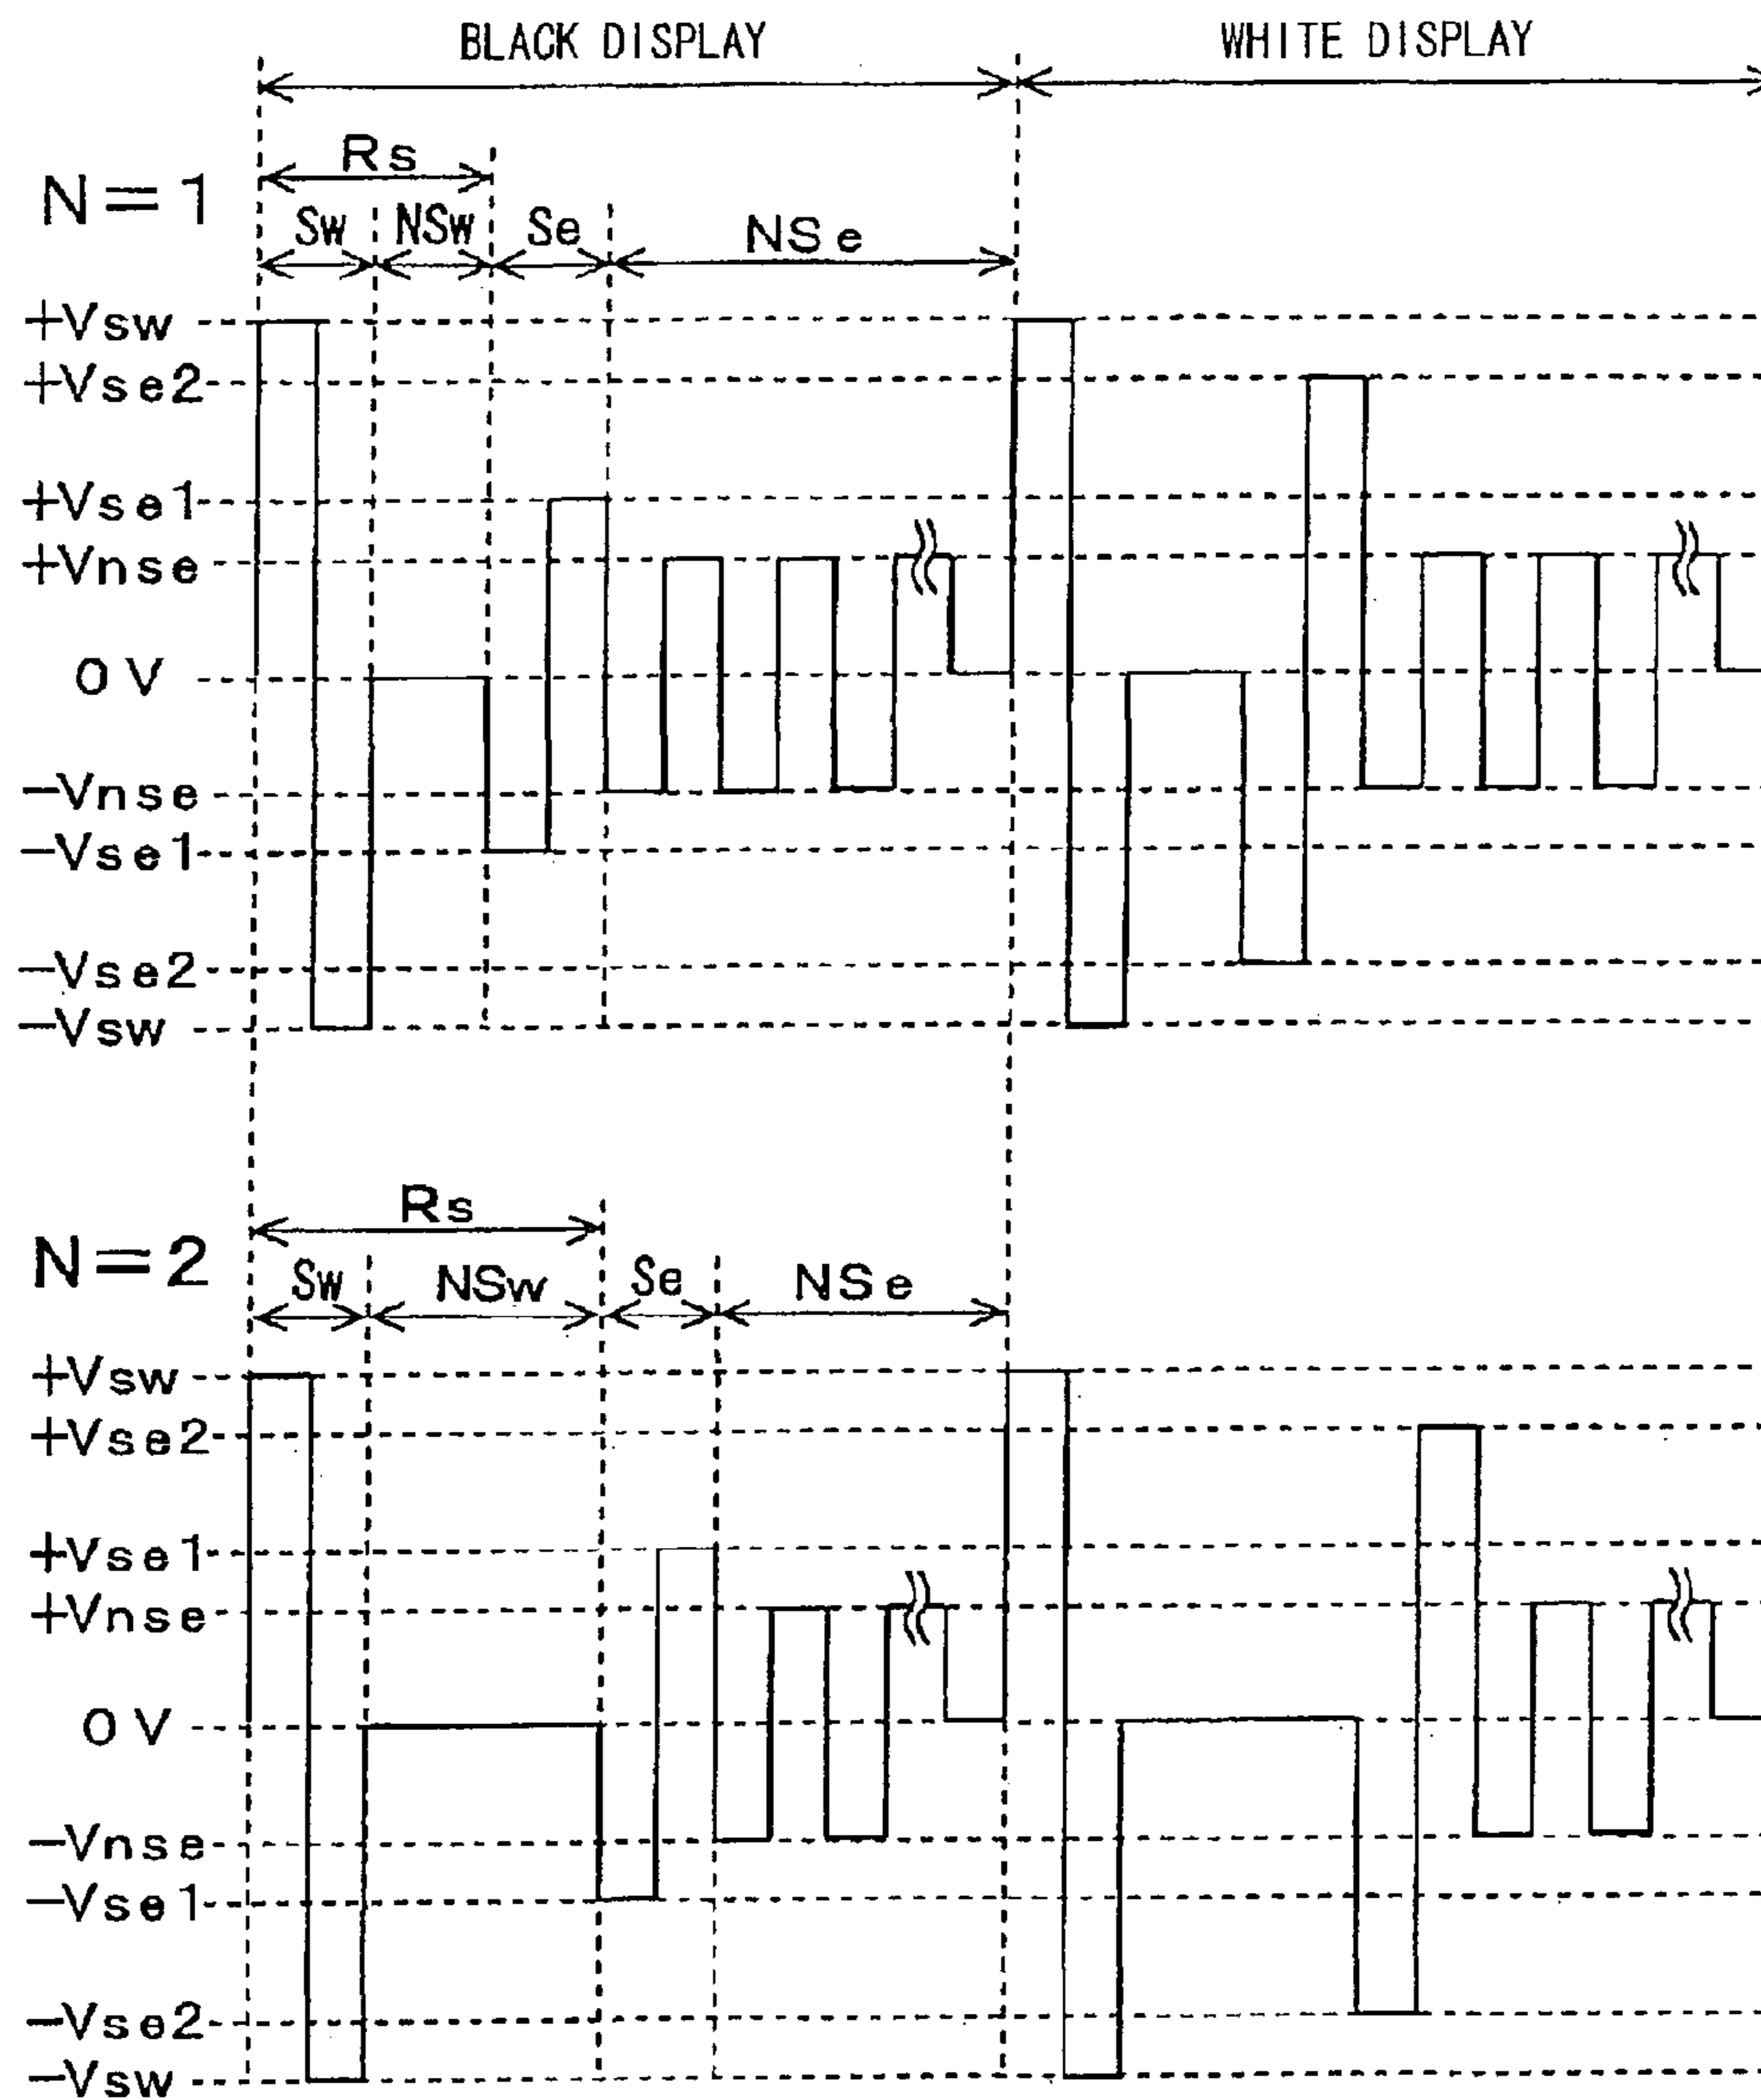 BLACK DISPLAY WHITE DISPLAY
Rs
N=1
Sw NSw Se NSe
+Vsw
+Vse2
+Vse1
+Vnse
0V
-Vnse
-Vse1
-Vse2
-Vsw
Rs
N=2
Sw NSw Se NSe
+Vsw
+Vse2
+Vse1
+Vnse
0V
-Vnse
-Vse1
-Vse2
-Vsw